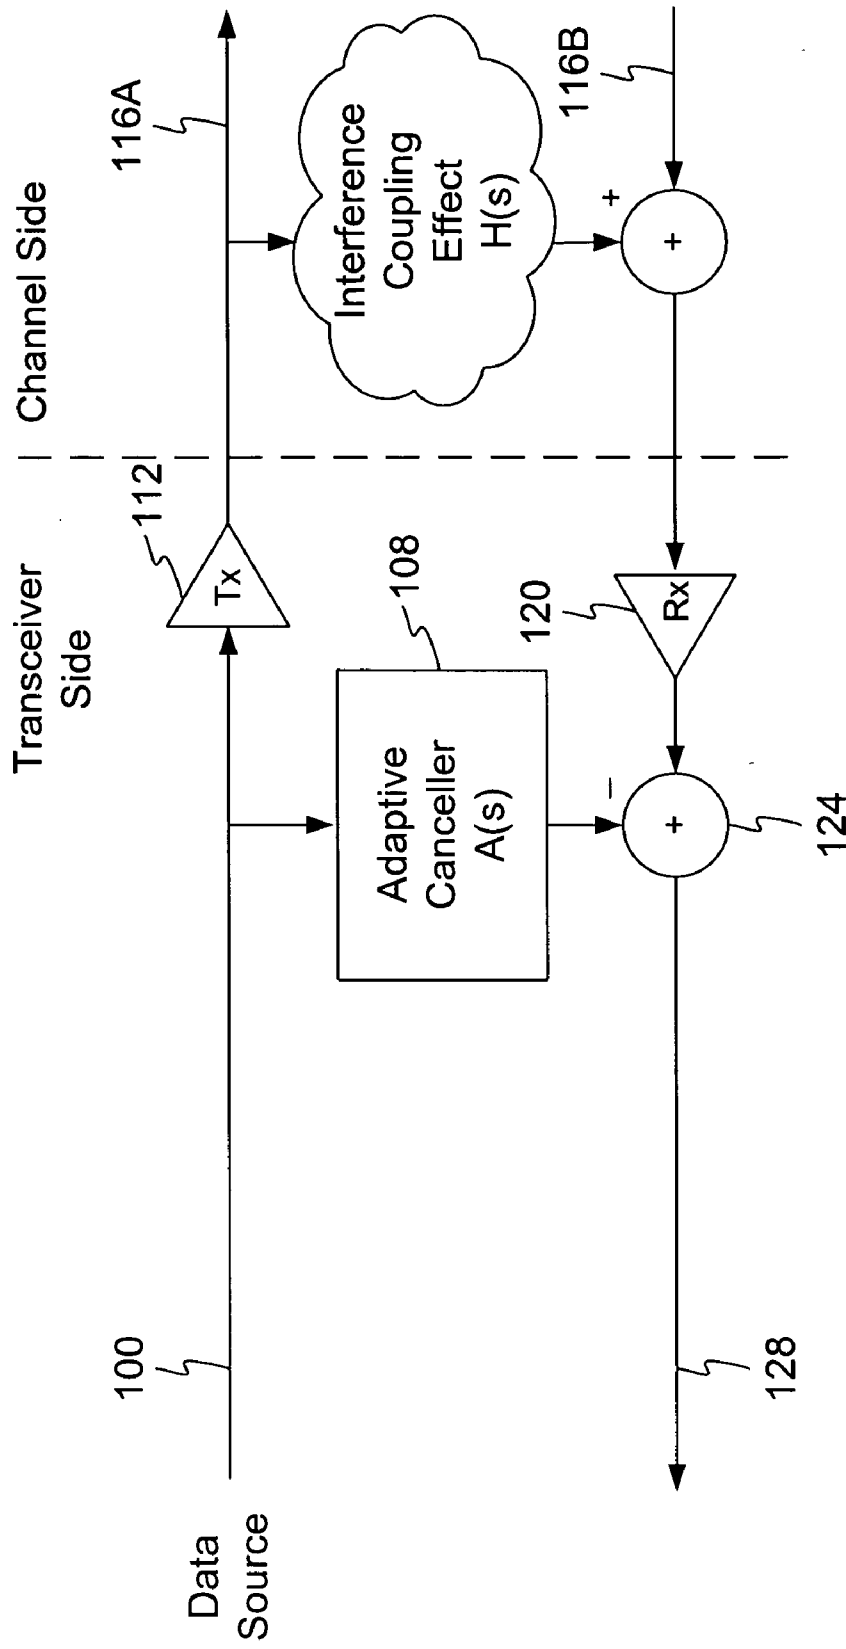 Transceiver
Side
Channel Side
116A
112
Tx
100
Data
Source
108
Adaptive
Canceller
A(s)
Interference
Coupling
Effect
H(s)
116B
+
+
120
Rx
−
+
124
128